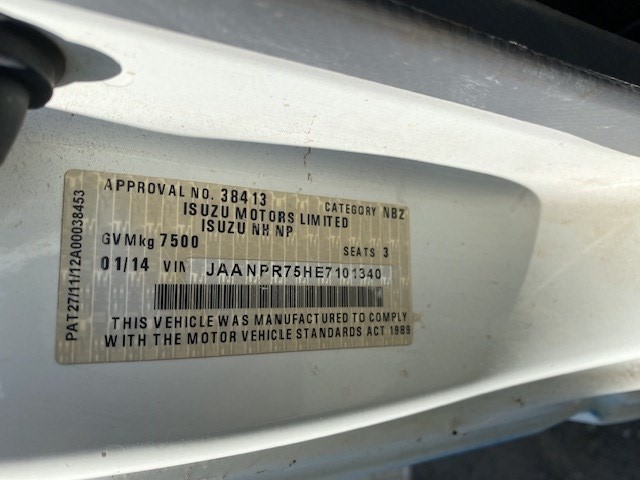 APPROVAL NO. 38413 CATEGORY NB2
ISUZU MOTORS LIMITED
ISUZU NH NP
GVMkg 7500 SEATS 3
01/14 VIN JAANPR75HE7101340
THIS VEHICLE WAS MANUFACTURED TO COMPLY
WITH THE MOTOR VEHICLE STANDARDS ACT 1989
PAT27/11/12A00038453